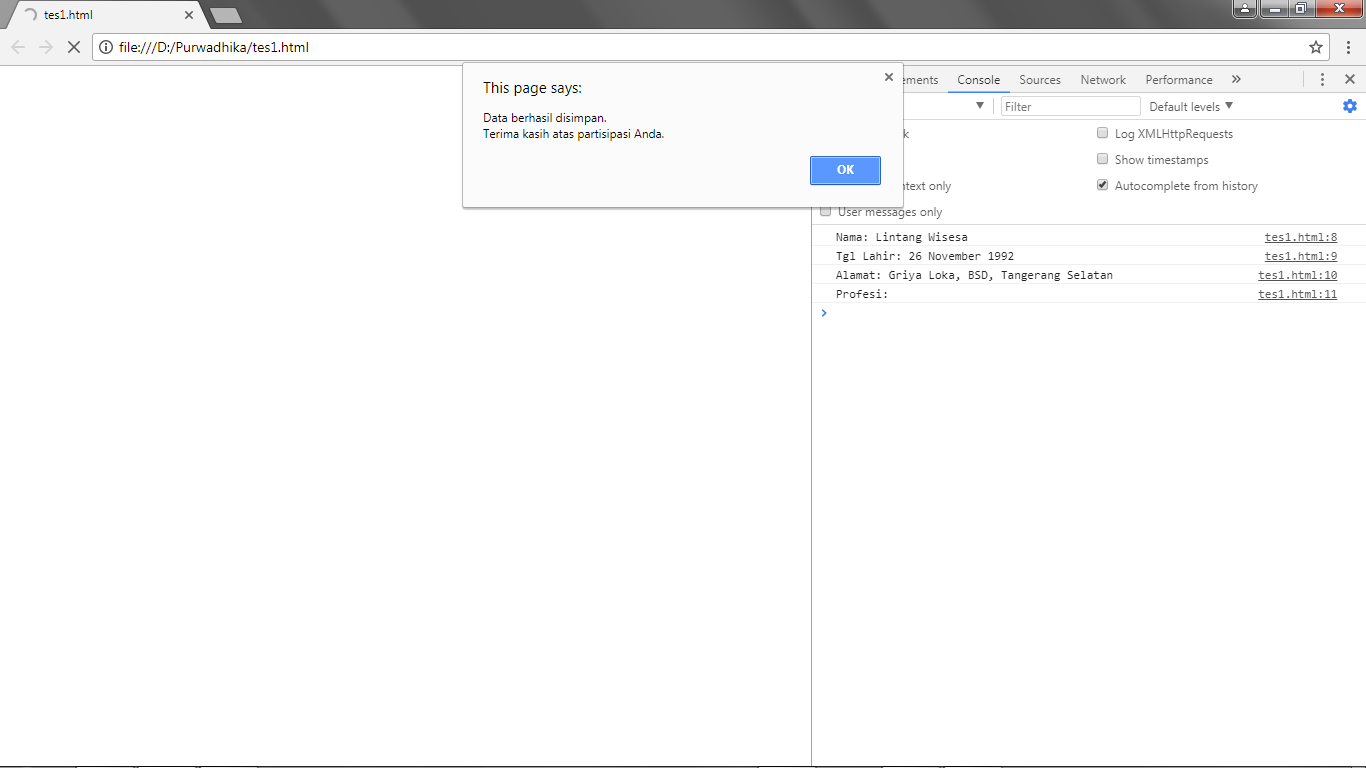 tes1.html
file:///D:/Purwadhika/tes1.html
This page says:
Data berhasil disimpan.
Terima kasih atas partisipasi Anda.
OK
Console Sources Network Performance
Filter Default levels
Log XMLHttpRequests
Show timestamps
only Autocomplete from history
User messages only
Nama: Lintang Wisesa tes1.html:8
Tgl Lahir: 26 November 1992 tes1.html:9
Alamat: Griya Loka, BSD, Tangerang Selatan tes1.html:10
Profesi: tes1.html:11